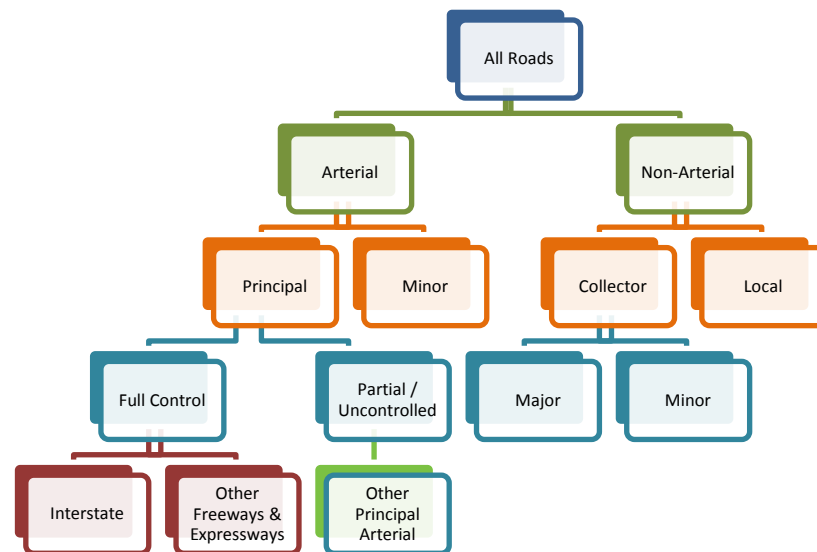 All Roads
Arterial
Non-Arterial
Principal
Minor
Collector
Local
Full Control
Partial /
Uncontrolled
Major
Minor
Interstate
Other
Freeways &
Expressways
Other
Principal
Arterial